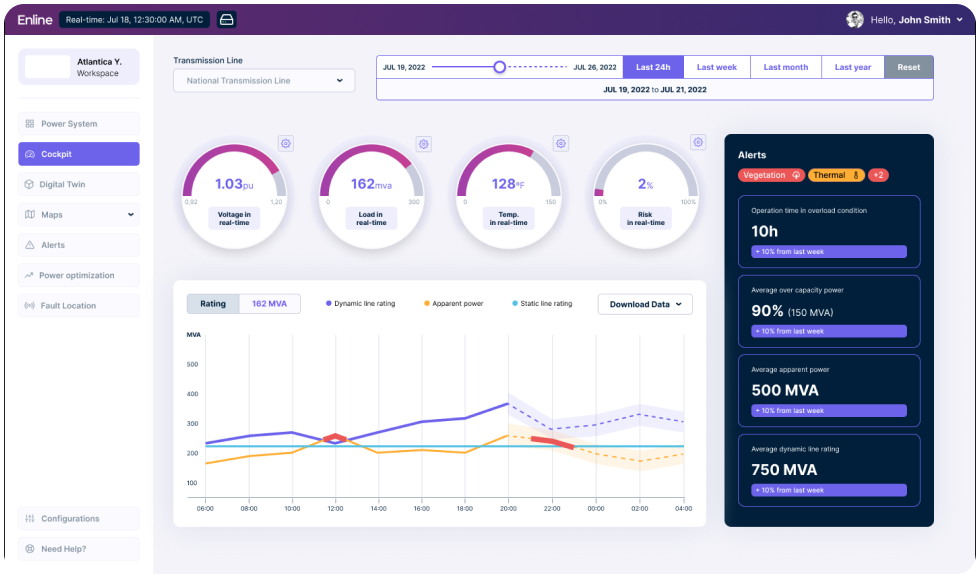 Enline
Real-time: Jul 18, 12:30:00 AM, UTC
Hello, John Smith
Atlantica Y.
Workspace
Power System
Cockpit
Digital Twin
Maps
Alerts
Power optimization
Fault Location
Configurations
Need Help?
Transmission Line
National Transmission Line
JUL 19, 2022
JUL 26, 2022
Last 24h
Last week
Last month
Last year
Reset
JUL 19, 2022 to JUL 21, 2022
1.03pu
0,92
1,20
Voltage in
real-time
162mva
0
300
Load in
real-time
128ºF
0
150
Temp.
in real-time
2%
0%
100%
Risk
in real-time
Rating
162 MVA
Dynamic line rating
Apparent power
Static line rating
Download Data
MVA
500
400
300
200
100
06:00 08:00 10:00 12:00 14:00 16:00 18:00 20:00 22:00 00:00 02:00 04:00
Alerts
Vegetation
Thermal
+2
Operation time in overload condition
10h
+ 10% from last week
Average over capacity power
90% (150 MVA)
+ 10% from last week
Average apparent power
500 MVA
+ 10% from last week
Average dynamic line rating
750 MVA
+ 10% from last week